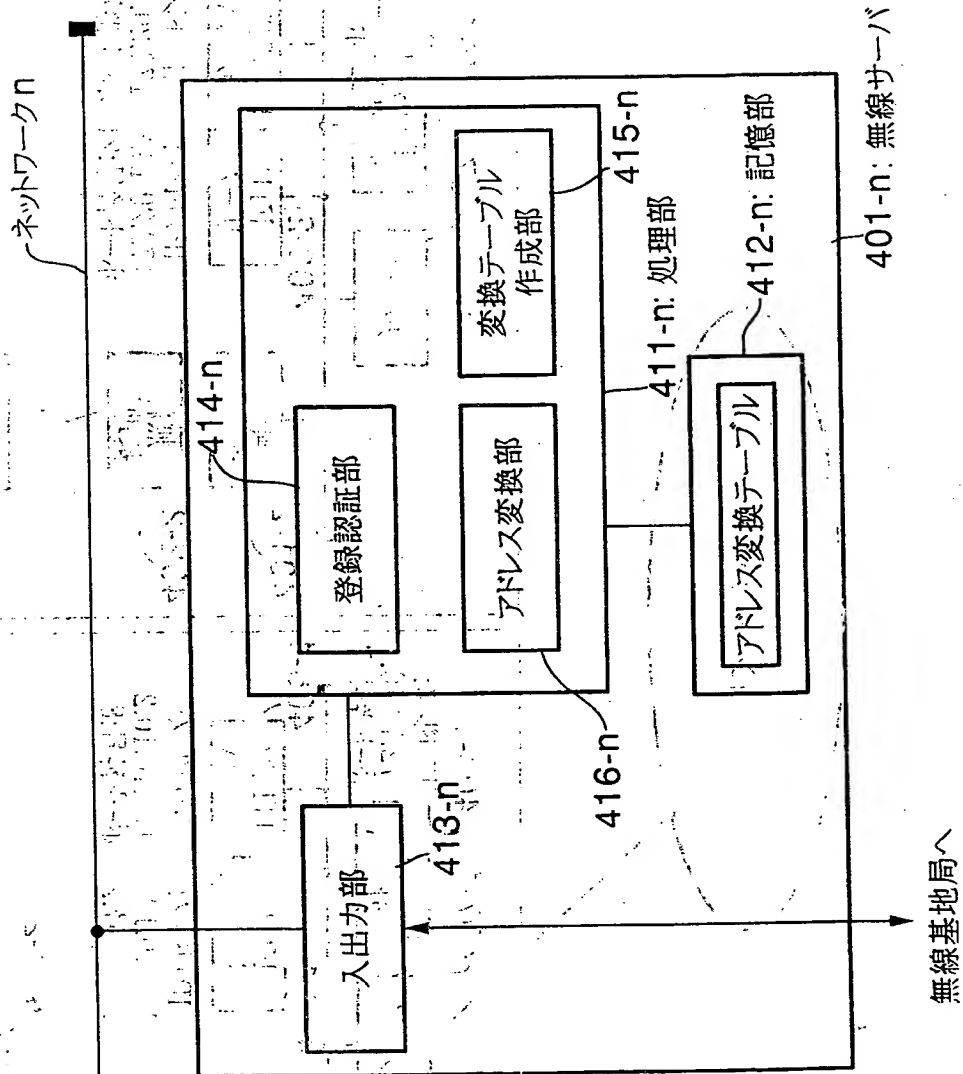 ネットワークn
414-n
登録認証部
変換テーブル
作成部
415-n
アドレス変換部
416-n
411-n: 処理部
入出力部
413-n
アドレス変換テーブル
412-n: 記憶部
401-n: 無線サーバ
無線基地局へ